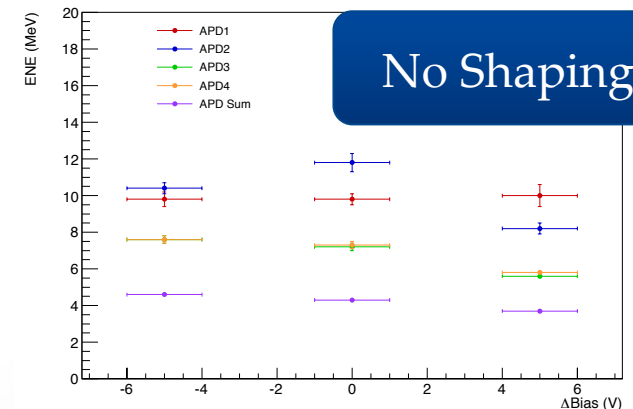 ENE (MeV)
20
18
16
14
12
10
8
6
4
2
0
APD1
APD2
APD3
APD4
APD Sum
No Shaping
-6 -4 -2 0 2 4 6
ΔBias (V)